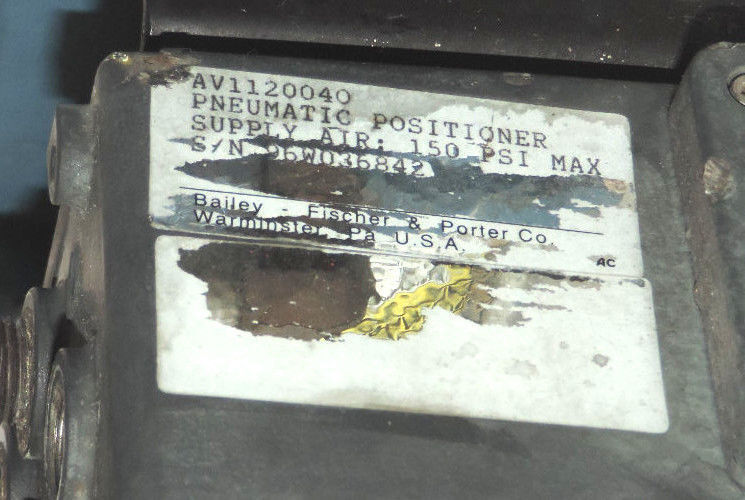 AV1120040
PNEUMATIC POSITIONER
SUPPLY AIR: 150 PSI MAX
S/N 96W036842
Bailey - Fischer & Porter Co.
Warminster, Pa U.S.A.
AC